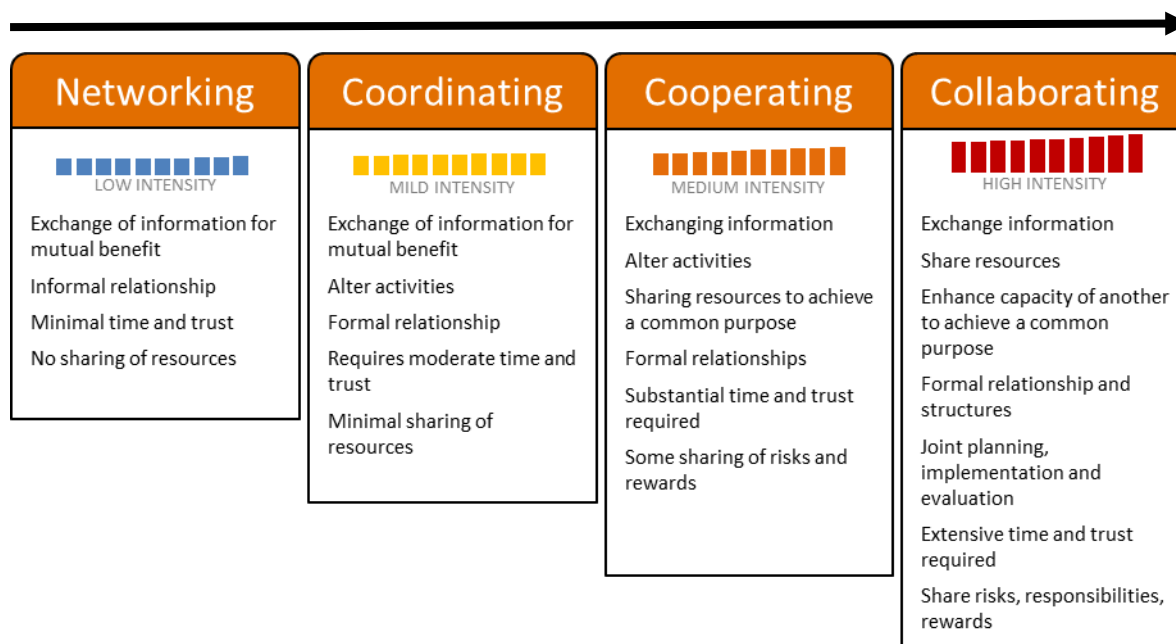 Networking
LOW INTENSITY
Exchange of information for
mutual benefit
Informal relationship
Minimal time and trust
No sharing of resources
Coordinating
MILD INTENSITY
Exchange of information for
mutual benefit
Alter activities
Formal relationship
Requires moderate time and
trust
Minimal sharing of
resources
Cooperating
MEDIUM INTENSITY
Exchanging information
Alter activities
Sharing resources to achieve
a common purpose
Formal relationships
Substantial time and trust
required
Some sharing of risks and
rewards
Collaborating
HIGH INTENSITY
Exchange information
Share resources
Enhance capacity of another
to achieve a common
purpose
Formal relationship and
structures
Joint planning,
implementation and
evaluation
Extensive time and trust
required
Share risks, responsibilities,
rewards